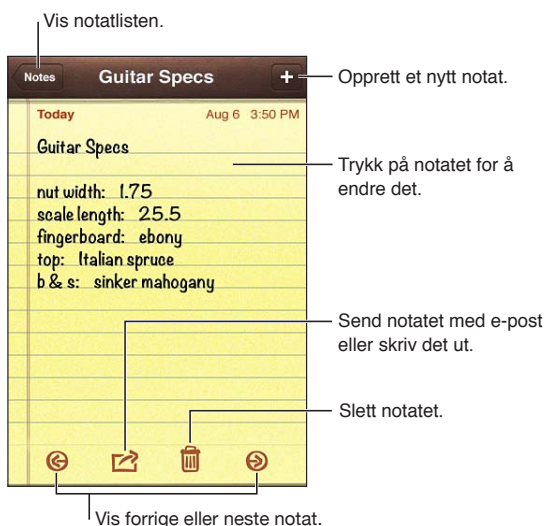 Vis notatlisten.
Notes
Guitar Specs
+
Opprett et nytt notat.
Today
Aug 6 3:50 PM
Guitar Specs
Trykk på notatet for å
endre det.
nut width: 1.75
scale length: 25.5
fingerboard: ebony
top: Italian spruce
b & s: sinker mahogany
Send notatet med e-post
eller skriv det ut.
Slett notatet.
Vis forrige eller neste notat.